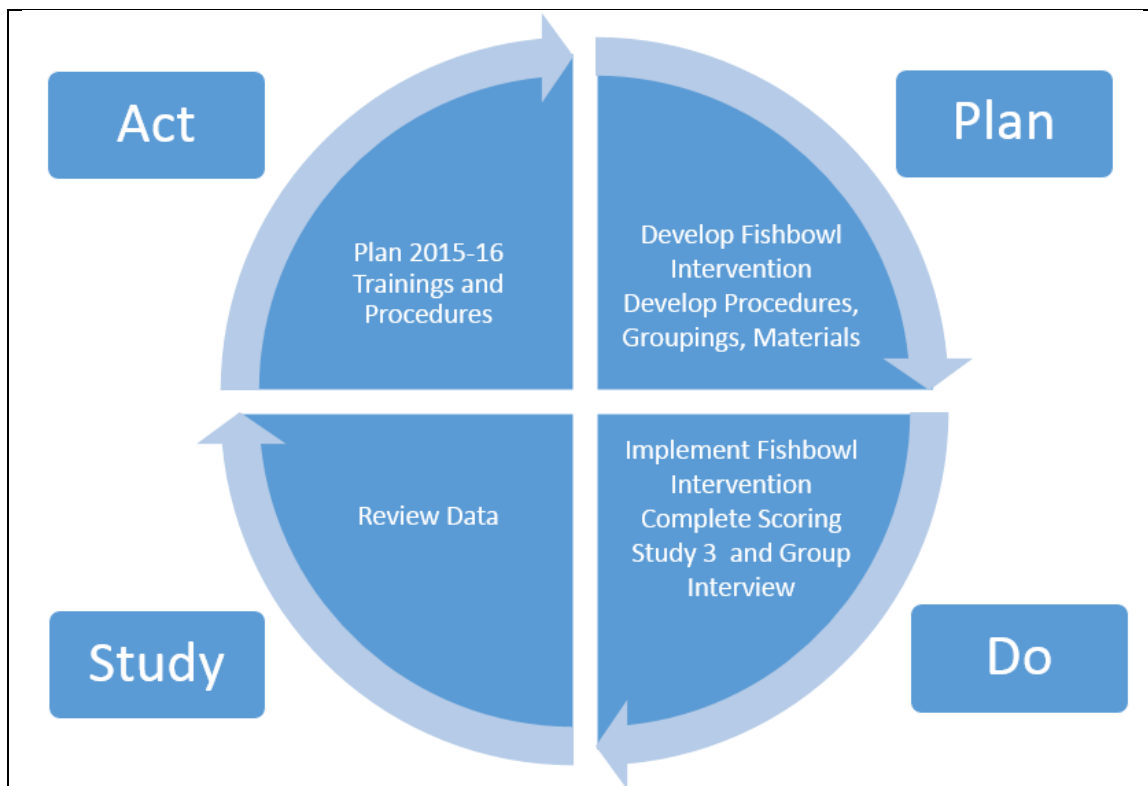 Act
Plan
Plan 2015-16
Trainings and
Procedures
Develop Fishbowl
Intervention
Develop Procedures,
Groupings, Materials
Review Data
Implement Fishbowl
Intervention
Complete Scoring
Study 3  and Group
Interview
Study
Do